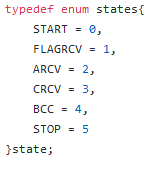 typedef enum states{
START = 0,
FLAGRCV = 1,
ARCV = 2,
CRCV = 3,
BCC = 4,
STOP = 5
}state;